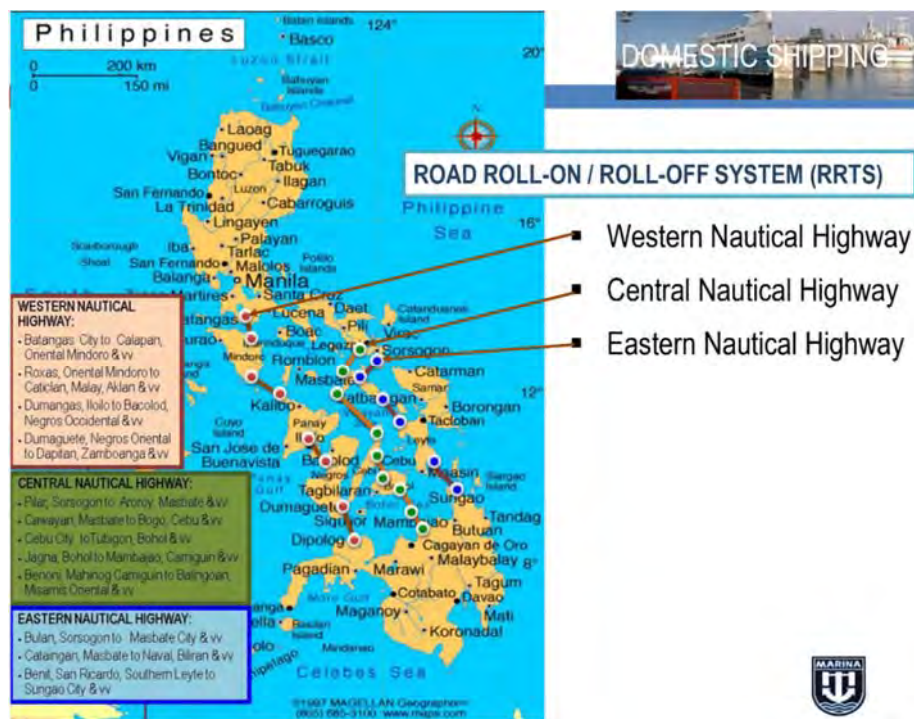 Philippines
0 200 km
0 150 mi
124°
20°
16°
12°
8°
Batan Islands
Basco
Luzon Strait
Babuyan
Channel
Laoag
Bangued
Tuguegarao
Vigan
Tabuk
Bontoc
Ilagan
San Fernando
Luzon
La Trinidad
Cabarroguis
Lingayen
Philippine
Sea
Scarborough
Shoal
Iba
Palayan
Tarlac
San Fernando
Malolos
Polillo
Islands
Balanga
Manila
Santa Cruz
Daet
Catanduanes
Island
Lucena
Pili
Boac
Virac
Legazpi
Sorsogon
Mindoro
Romblon
Masbate
Catarman
Samar
Kalibo
Borongan
Cuyo
Island
Panay
Tacloban
Leyte
San Jose de
Buenavista
Negros
Cebu
Maasin
Siargao
Island
Tagbilaran
Surigao
Dumaguete
Tandag
Butuan
Dipolog
Cagayan de Oro
Malaybalay
Pagadian
Marawi
Tagum
Cotabato
Davao
Moro Gulf
Maganoy
Mati
Basilan
Island
Koronadal
Mindanao
Celebes Sea
©1997 MAGELLAN Geographix
(805) 685-3100 www.maps.com
N
DOMESTIC SHIPPING
ROAD ROLL-ON / ROLL-OFF SYSTEM (RRTS)
▪ Western Nautical Highway
▪ Central Nautical Highway
▪ Eastern Nautical Highway
WESTERN NAUTICAL
HIGHWAY:
• Batangas City to Calapan,
Oriental Mindoro & vv
• Roxas, Oriental Mindoro to
Caticlan, Malay, Aklan & vv
• Dumangas, Iloilo to Bacolod,
Negros Occidental & vv
• Dumaguete, Negros Oriental
to Dapitan, Zamboanga & vv
CENTRAL NAUTICAL HIGHWAY:
• Pilar, Sorsogon to Aroroy, Masbate & vv
• Cawayan, Masbate to Bogo, Cebu & vv
• Cebu City to Tubigon, Bohol & vv
• Jagna, Bohol to Mambajao, Camiguin & vv
• Benoni, Mahinog Camiguin to Balingoan,
Misamis Oriental & vv
EASTERN NAUTICAL HIGHWAY:
• Bulan, Sorsogon to Masbate City & vv
• Cataingan, Masbate to Naval, Biliran & vv
• Benit, San Ricardo, Southern Leyte to
Surigao City & vv
MARINA